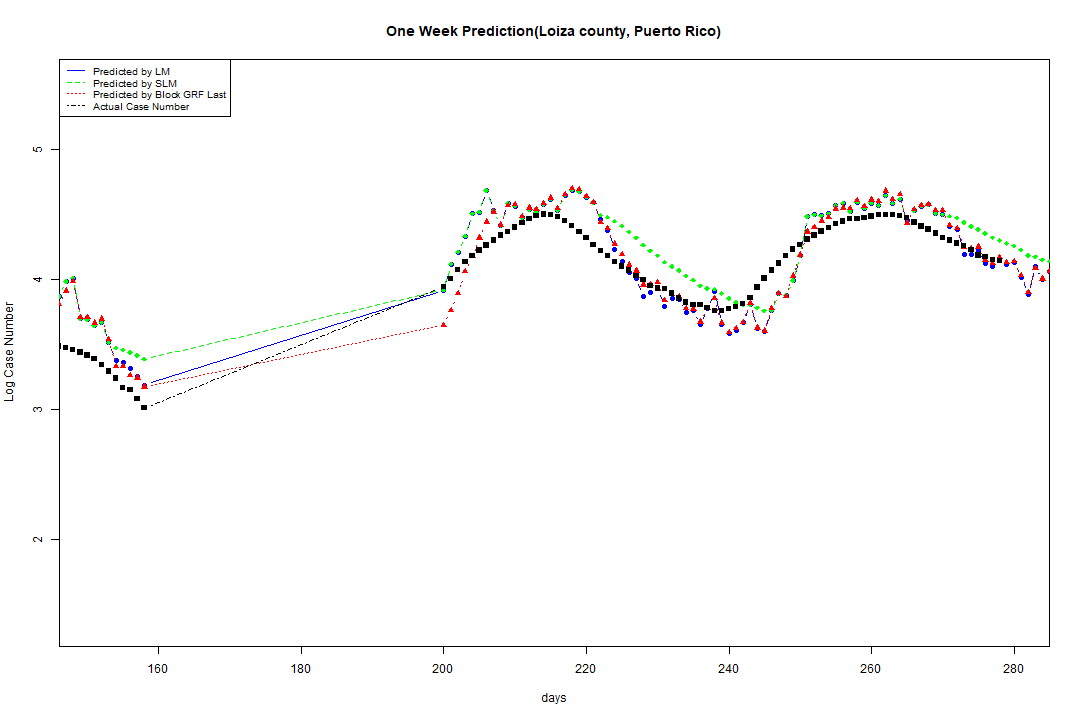 One Week Prediction(Loiza county, Puerto Rico)
Predicted by LM
Predicted by SLM
Predicted by Block GRF Last
Actual Case Number
5
4
3
2
Log Case Number
160 180 200 220 240 260 280
days